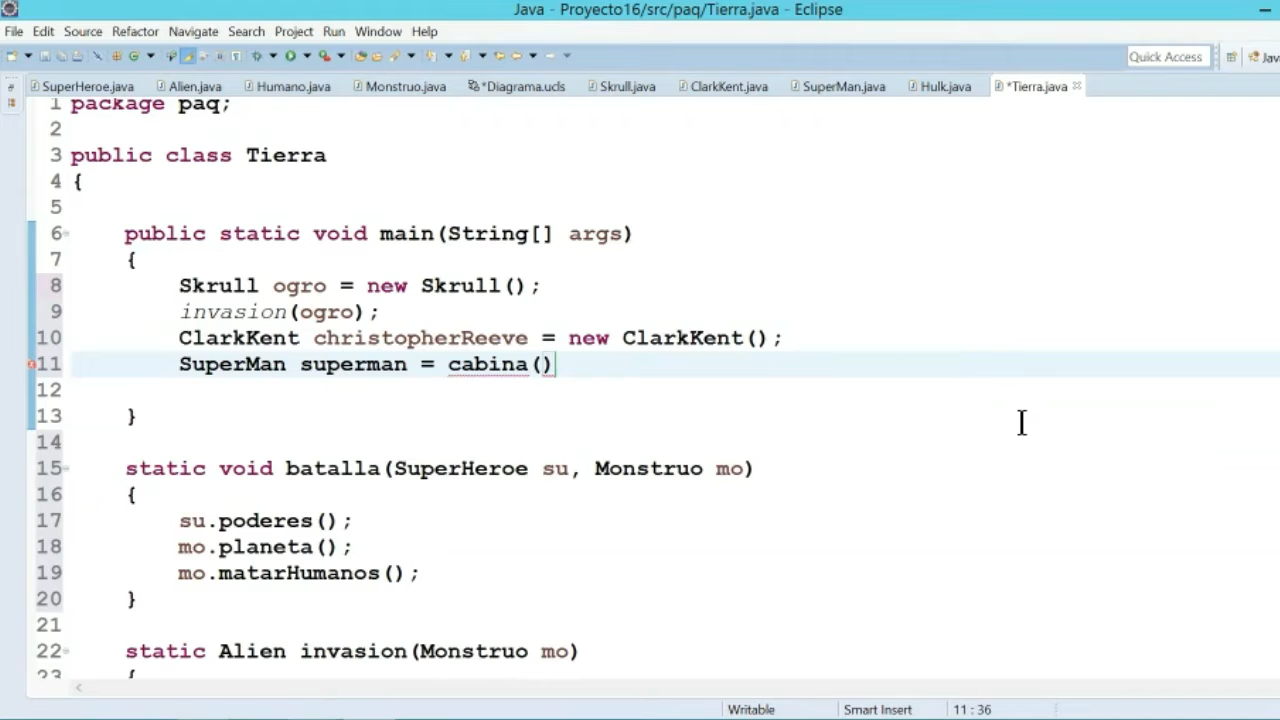 Java - Proyecto16/src/paq/Tierra.java - Eclipse
File Edit Source Refactor Navigate Search Project Run Window Help
Quick Access
SuperHeroe.java Alien.java Humano.java Monstruo.java *Diagrama.ucls Skrull.java ClarkKent.java SuperMan.java Hulk.java *Tierra.java
1 package paq;
2
3 public class Tierra
4 {
5
6 public static void main(String[] args)
7 {
8 Skrull ogro = new Skrull();
9 invasion(ogro);
10 ClarkKent christopherReeve = new ClarkKent();
11 SuperMan superman = cabina()
12
13 }
14
15 static void batalla(SuperHeroe su, Monstruo mo)
16 {
17 su.poderes();
18 mo.planeta();
19 mo.matarHumanos();
20 }
21
22 static Alien invasion(Monstruo mo)
23 {
Writable Smart Insert 11 : 36